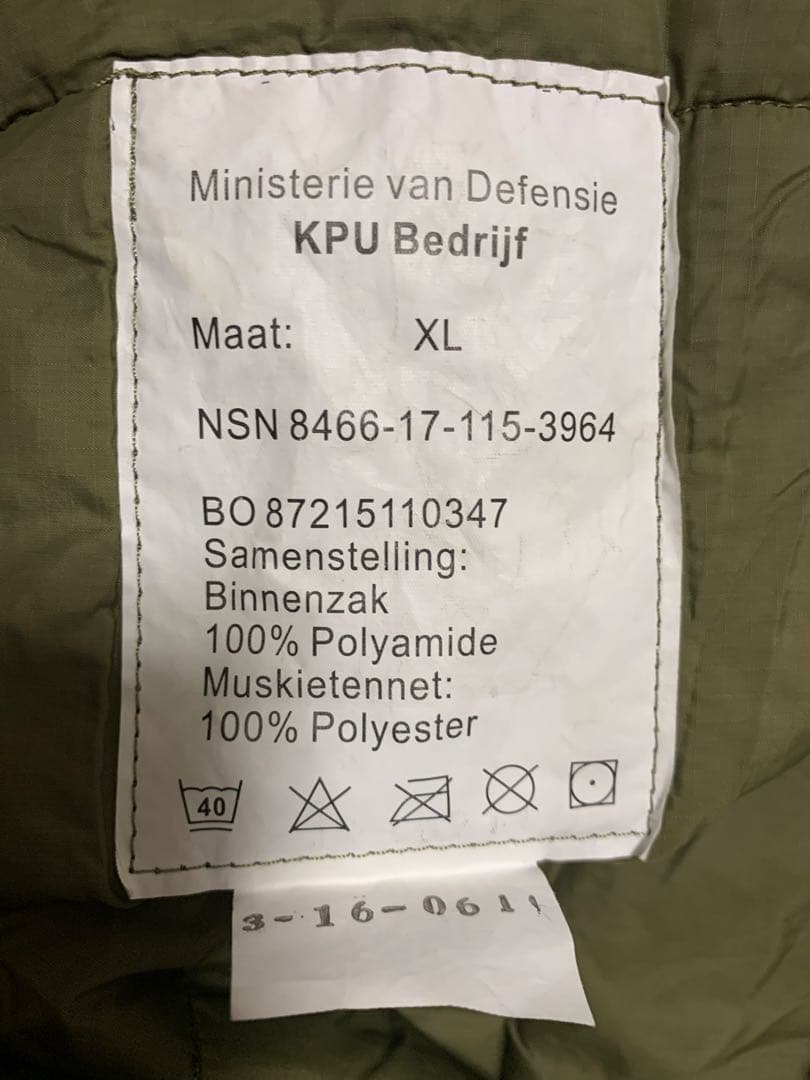 Ministerie van Defensie
KPU Bedrijf
Maat: XL
NSN 8466-17-115-3964
BO 87215110347
Samenstelling:
Binnenzak
100% Polyamide
Muskietennet:
100% Polyester
40